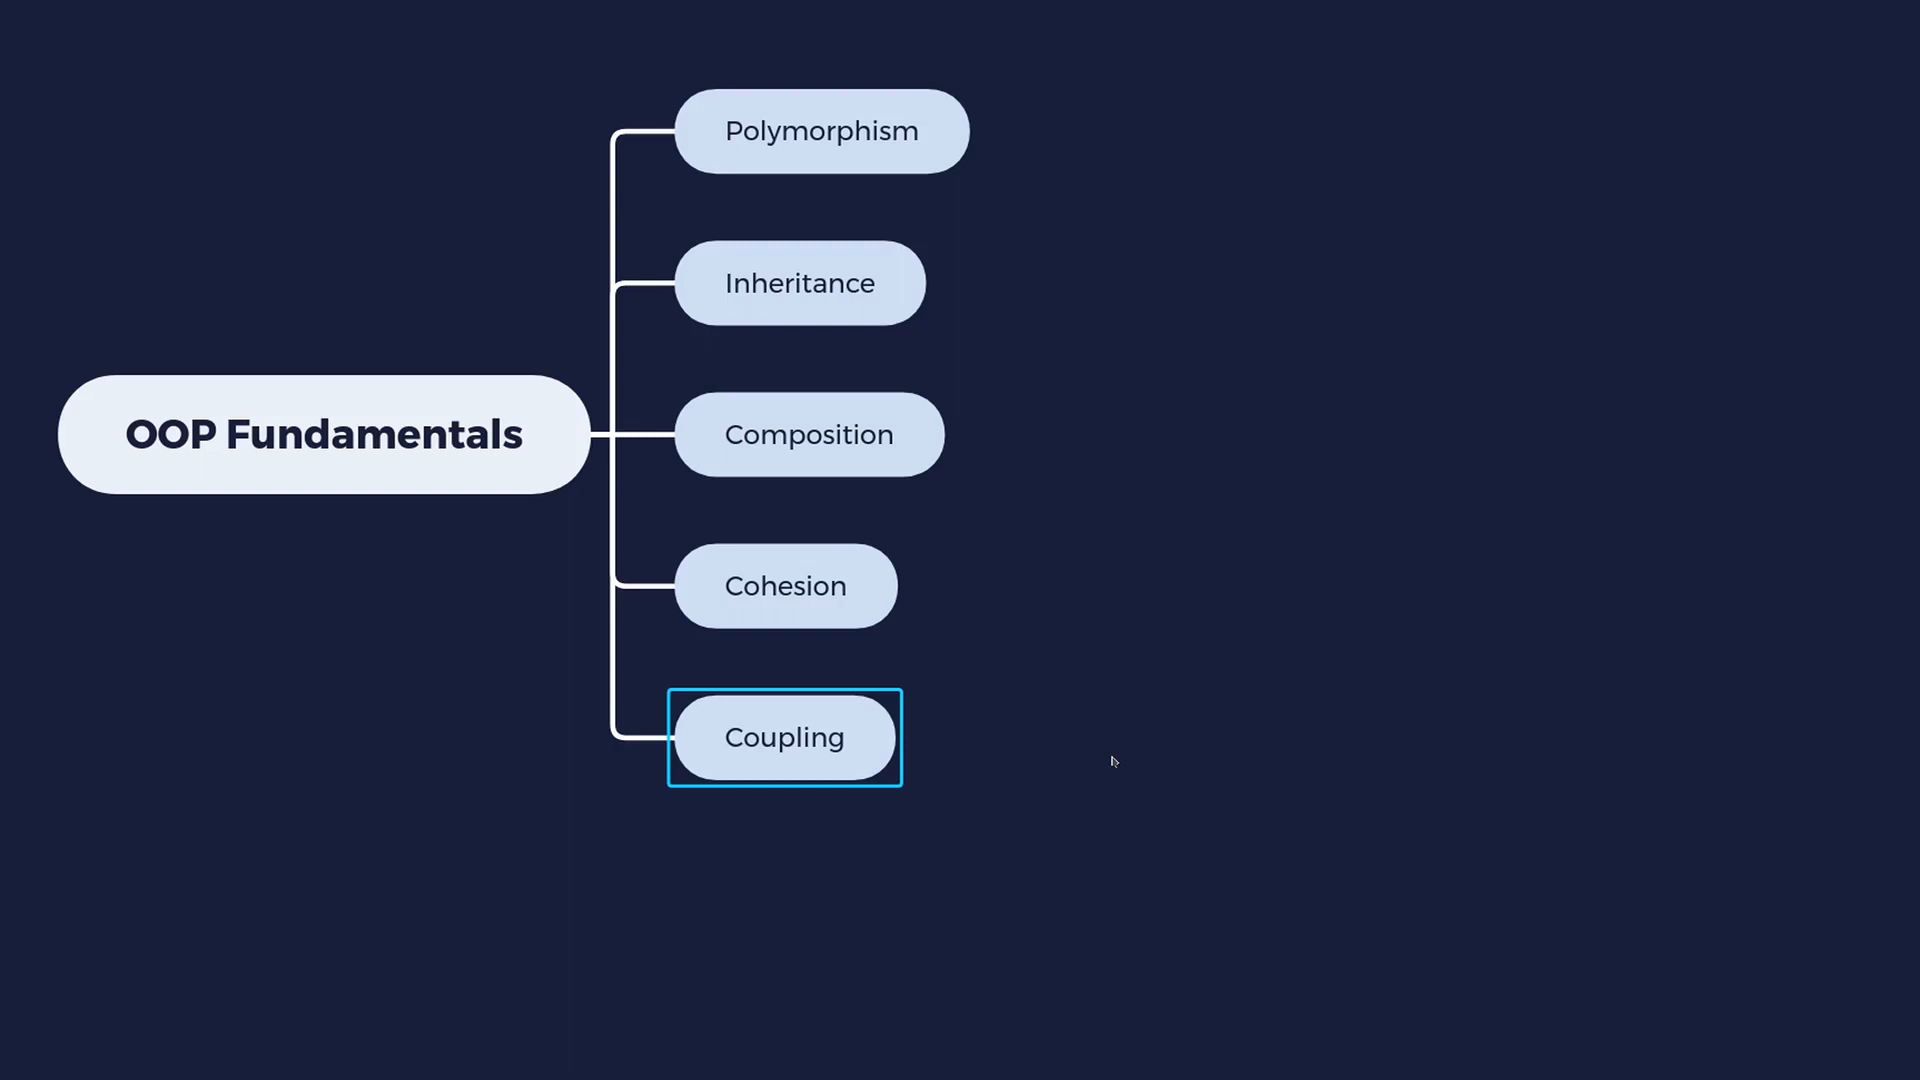 OOP Fundamentals
Polymorphism
Inheritance
Composition
Cohesion
Coupling